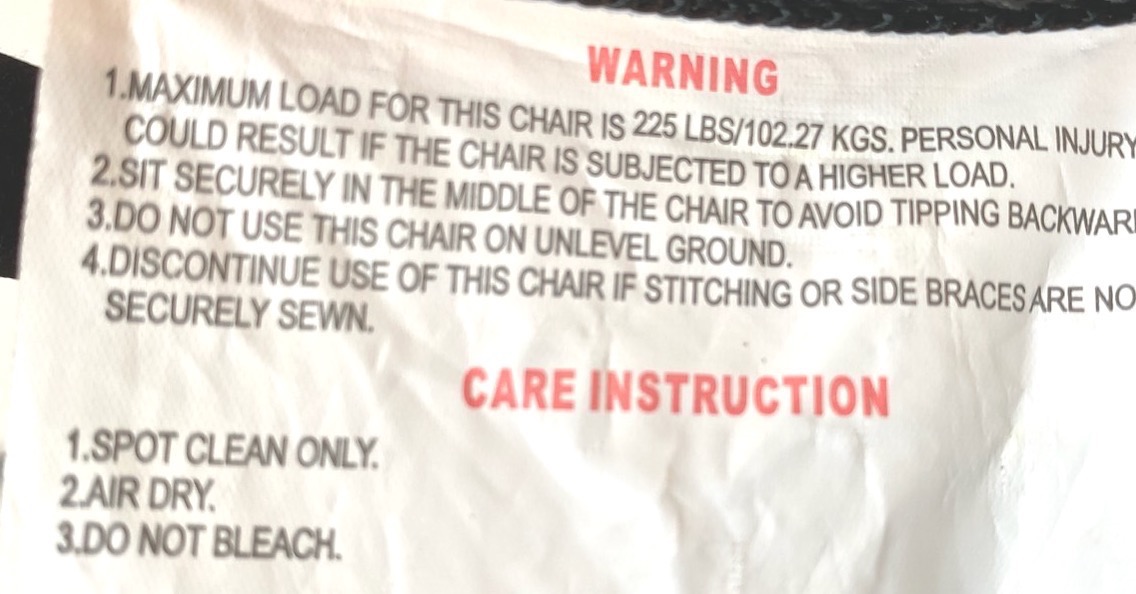 WARNING
1.MAXIMUM LOAD FOR THIS CHAIR IS 225 LBS/102.27 KGS. PERSONAL INJURY
COULD RESULT IF THE CHAIR IS SUBJECTED TO A HIGHER LOAD.
2.SIT SECURELY IN THE MIDDLE OF THE CHAIR TO AVOID TIPPING
3.DO NOT USE THIS CHAIR ON UNLEVEL GROUND.
4.DISCONTINUE USE OF THIS CHAIR IF STITCHING OR SIDE BRACES ARE
SECURELY SEWN.
CARE INSTRUCTION
1.SPOT CLEAN ONLY.
2.AIR DRY.
3.DO NOT BLEACH.